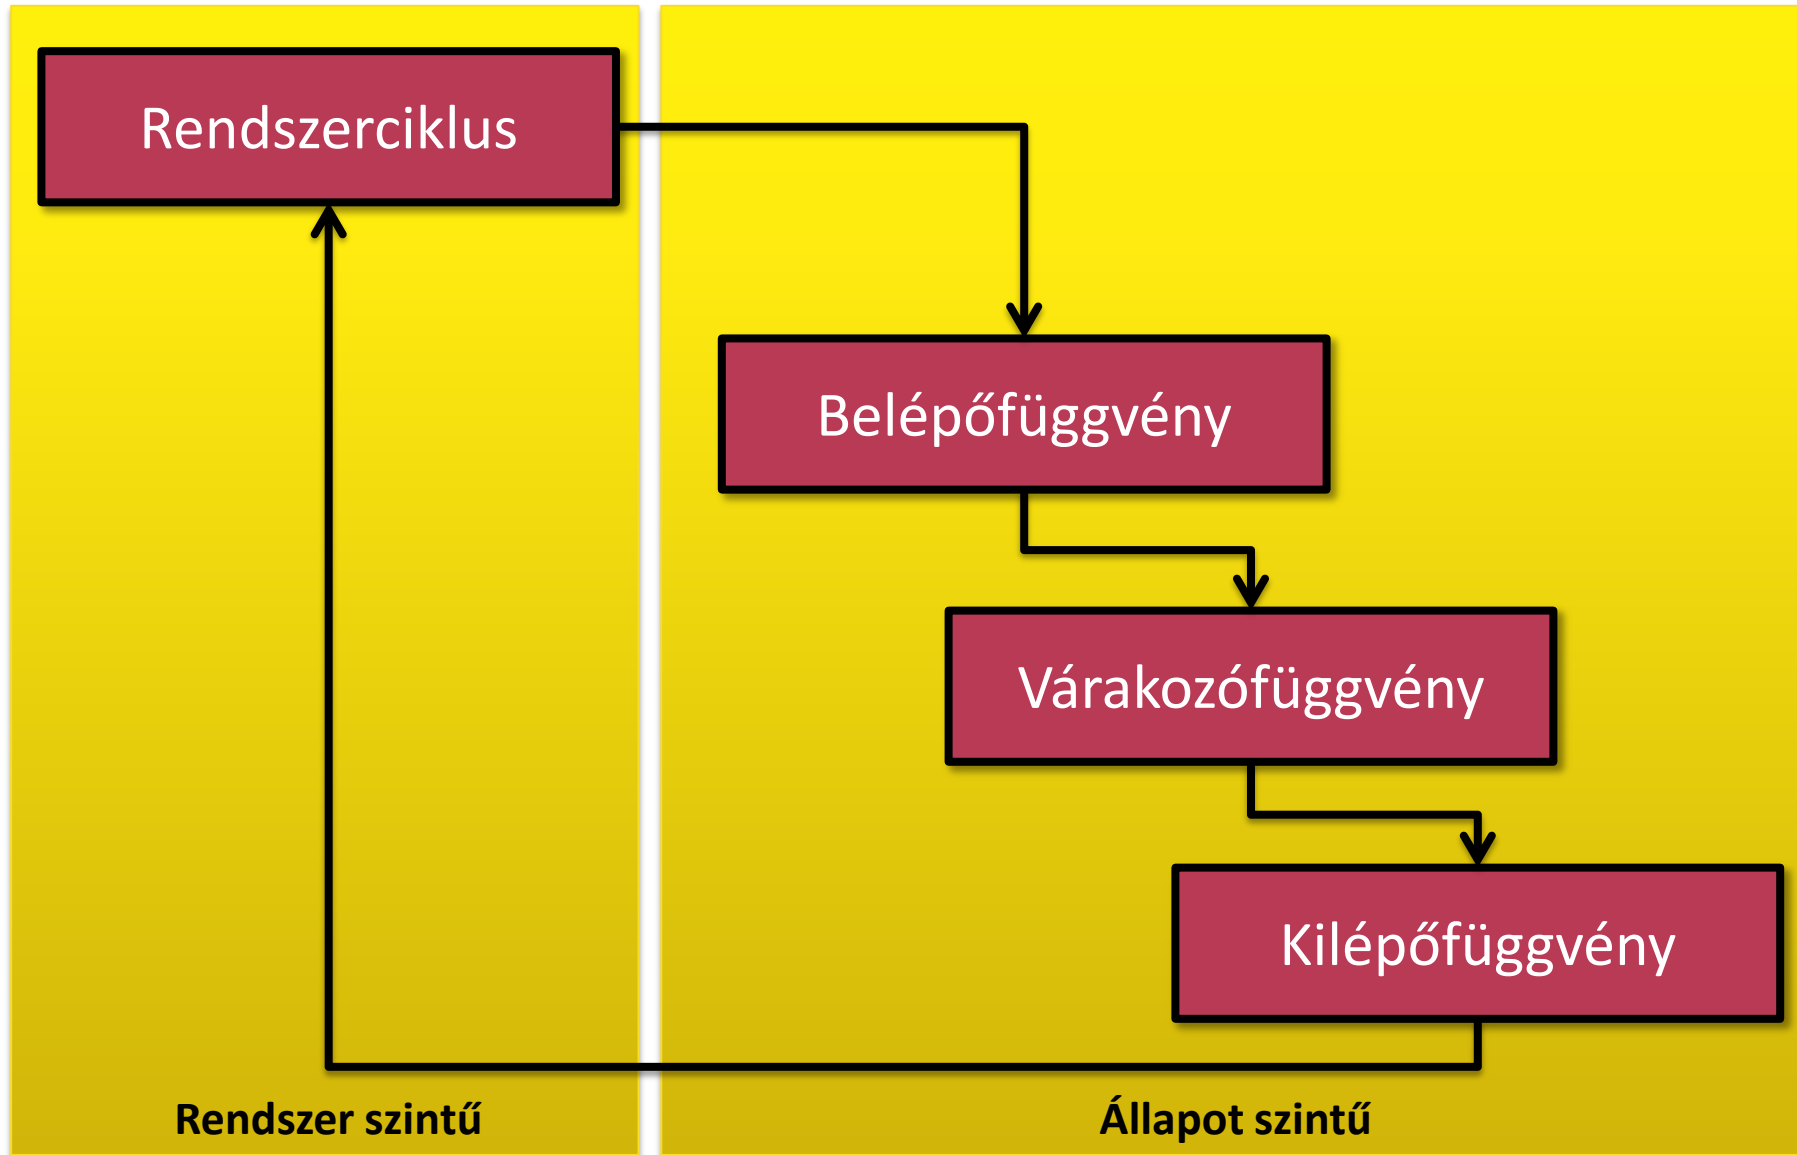 Rendszerciklus
Belépőfüggvény
Várakozófüggvény
Kilépőfüggvény
Rendszer szintű
Állapot szintű